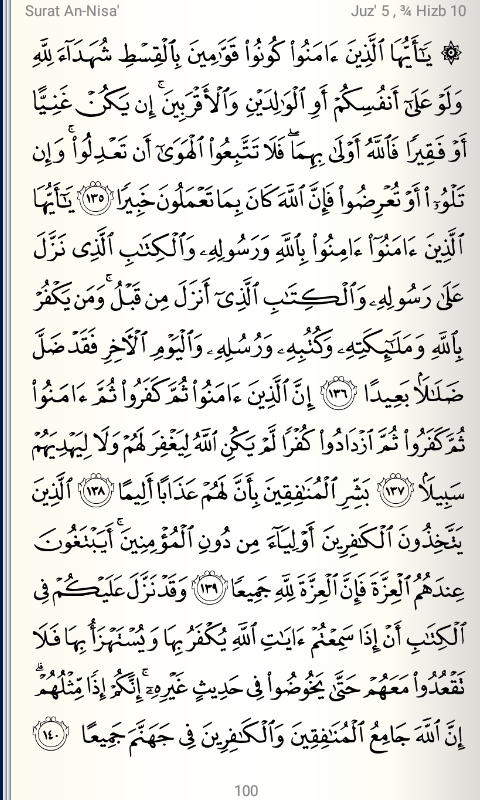 Surat An-Nisa' Juz' 5 , ¾ Hizb 10
۞ يَٰٓأَيُّهَا ٱلَّذِينَ ءَامَنُوا۟ كُونُوا۟ قَوَّٰمِينَ بِٱلْقِسْطِ شُهَدَآءَ لِلَّهِ
وَلَوْ عَلَىٰٓ أَنفُسِكُمْ أَوِ ٱلْوَٰلِدَيْنِ وَٱلْأَقْرَبِينَ ۚ إِن يَكُنْ غَنِيًّا
أَوْ فَقِيرًا فَٱللَّهُ أَوْلَىٰ بِهِمَا ۖ فَلَا تَتَّبِعُوا۟ ٱلْهَوَىٰٓ أَن تَعْدِلُوا۟ ۚ وَإِن
تَلْوُۥٓا۟ أَوْ تُعْرِضُوا۟ فَإِنَّ ٱللَّهَ كَانَ بِمَا تَعْمَلُونَ خَبِيرًا ١٣٥ يَٰٓأَيُّهَا
ٱلَّذِينَ ءَامَنُوٓا۟ ءَامِنُوا۟ بِٱللَّهِ وَرَسُولِهِۦ وَٱلْكِتَٰبِ ٱلَّذِى نَزَّلَ
عَلَىٰ رَسُولِهِۦ وَٱلْكِتَٰبِ ٱلَّذِىٓ أَنزَلَ مِن قَبْلُ ۚ وَمَن يَكْفُرْ
بِٱللَّهِ وَمَلَٰٓئِكَتِهِۦ وَكُتُبِهِۦ وَرُسُلِهِۦ وَٱلْيَوْمِ ٱلْءَاخِرِ فَقَدْ ضَلَّ
ضَلَٰلًۢا بَعِيدًا ١٣٦ إِنَّ ٱلَّذِينَ ءَامَنُوا۟ ثُمَّ كَفَرُوا۟ ثُمَّ ءَامَنُوا۟
ثُمَّ كَفَرُوا۟ ثُمَّ ٱزْدَادُوا۟ كُفْرًا لَّمْ يَكُنِ ٱللَّهُ لِيَغْفِرَ لَهُمْ وَلَا لِيَهْدِيَهُمْ
سَبِيلًۢا ١٣٧ بَشِّرِ ٱلْمُنَٰفِقِينَ بِأَنَّ لَهُمْ عَذَابًا أَلِيمًا ١٣٨ ٱلَّذِينَ
يَتَّخِذُونَ ٱلْكَٰفِرِينَ أَوْلِيَآءَ مِن دُونِ ٱلْمُؤْمِنِينَ ۚ أَيَبْتَغُونَ
عِندَهُمُ ٱلْعِزَّةَ فَإِنَّ ٱلْعِزَّةَ لِلَّهِ جَمِيعًا ١٣٩ وَقَدْ نَزَّلَ عَلَيْكُمْ فِى
ٱلْكِتَٰبِ أَنْ إِذَا سَمِعْتُمْ ءَايَٰتِ ٱللَّهِ يُكْفَرُ بِهَا وَيُسْتَهْزَأُ بِهَا فَلَا
تَقْعُدُوا۟ مَعَهُمْ حَتَّىٰ يَخُوضُوا۟ فِى حَدِيثٍ غَيْرِهِۦٓ ۚ إِنَّكُمْ إِذًا مِّثْلُهُمْ ۗ
إِنَّ ٱللَّهَ جَامِعُ ٱلْمُنَٰفِقِينَ وَٱلْكَٰفِرِينَ فِى جَهَنَّمَ جَمِيعًا ١٤٠
100